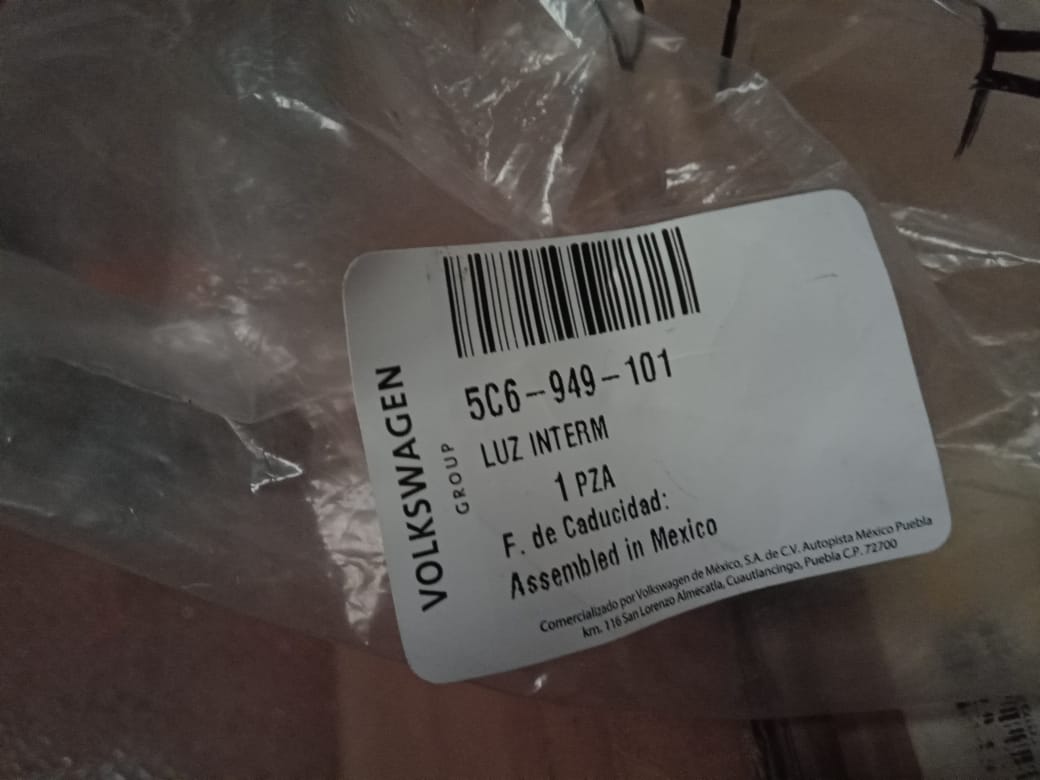 VOLKSWAGEN
GROUP
5C6-949-101
LUZ INTERM
1 PZA
F. de Caducidad:
Assembled in Mexico
Comercializado por Volkswagen de México, S.A. de C.V. Autopista México Puebla
km. 116 San Lorenzo Almecatla, Cuautlancingo, Puebla C.P. 72700